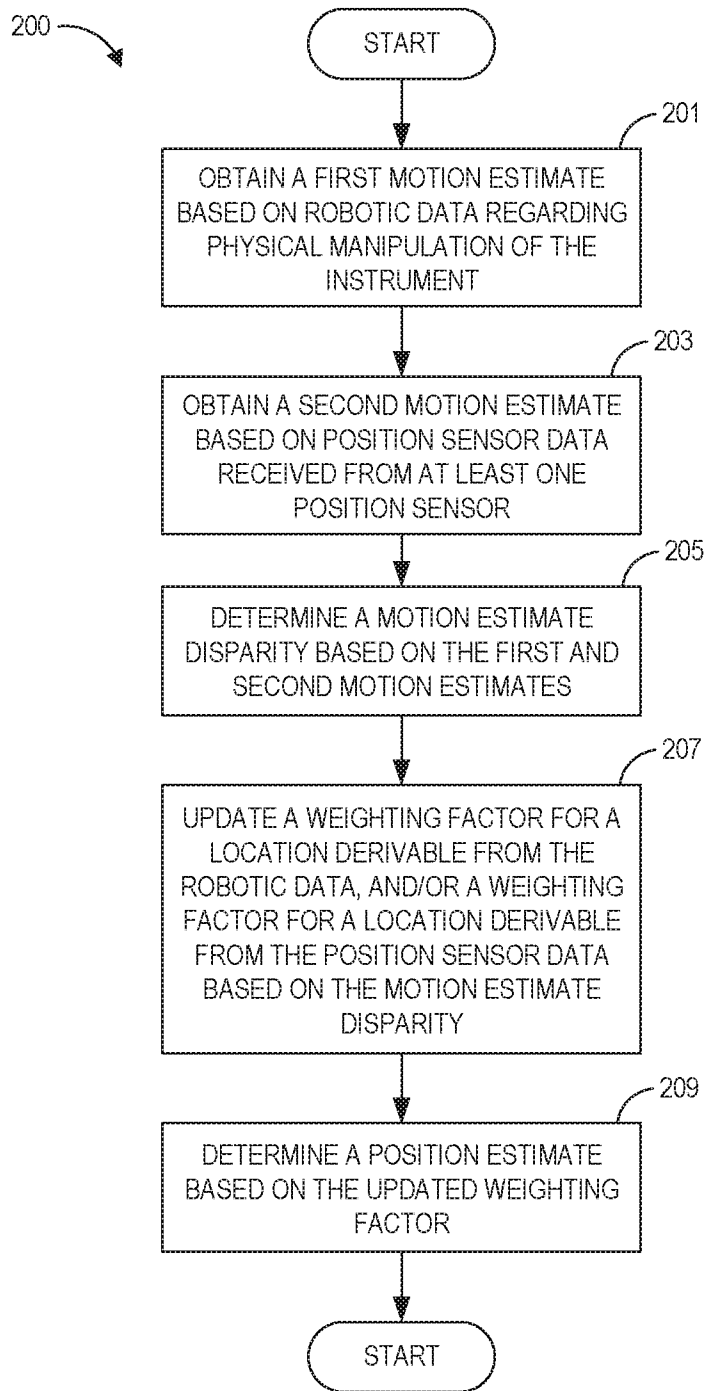 200
START
201
OBTAIN A FIRST MOTION ESTIMATE
BASED ON ROBOTIC DATA REGARDING
PHYSICAL MANIPULATION OF THE
INSTRUMENT
203
OBTAIN A SECOND MOTION ESTIMATE
BASED ON POSITION SENSOR DATA
RECEIVED FROM AT LEAST ONE
POSITION SENSOR
205
DETERMINE A MOTION ESTIMATE
DISPARITY BASED ON THE FIRST AND
SECOND MOTION ESTIMATES
207
UPDATE A WEIGHTING FACTOR FOR A
LOCATION DERIVABLE FROM THE
ROBOTIC DATA, AND/OR A WEIGHTING
FACTOR FOR A LOCATION DERIVABLE
FROM THE POSITION SENSOR DATA
BASED ON THE MOTION ESTIMATE
DISPARITY
209
DETERMINE A POSITION ESTIMATE
BASED ON THE UPDATED WEIGHTING
FACTOR
START